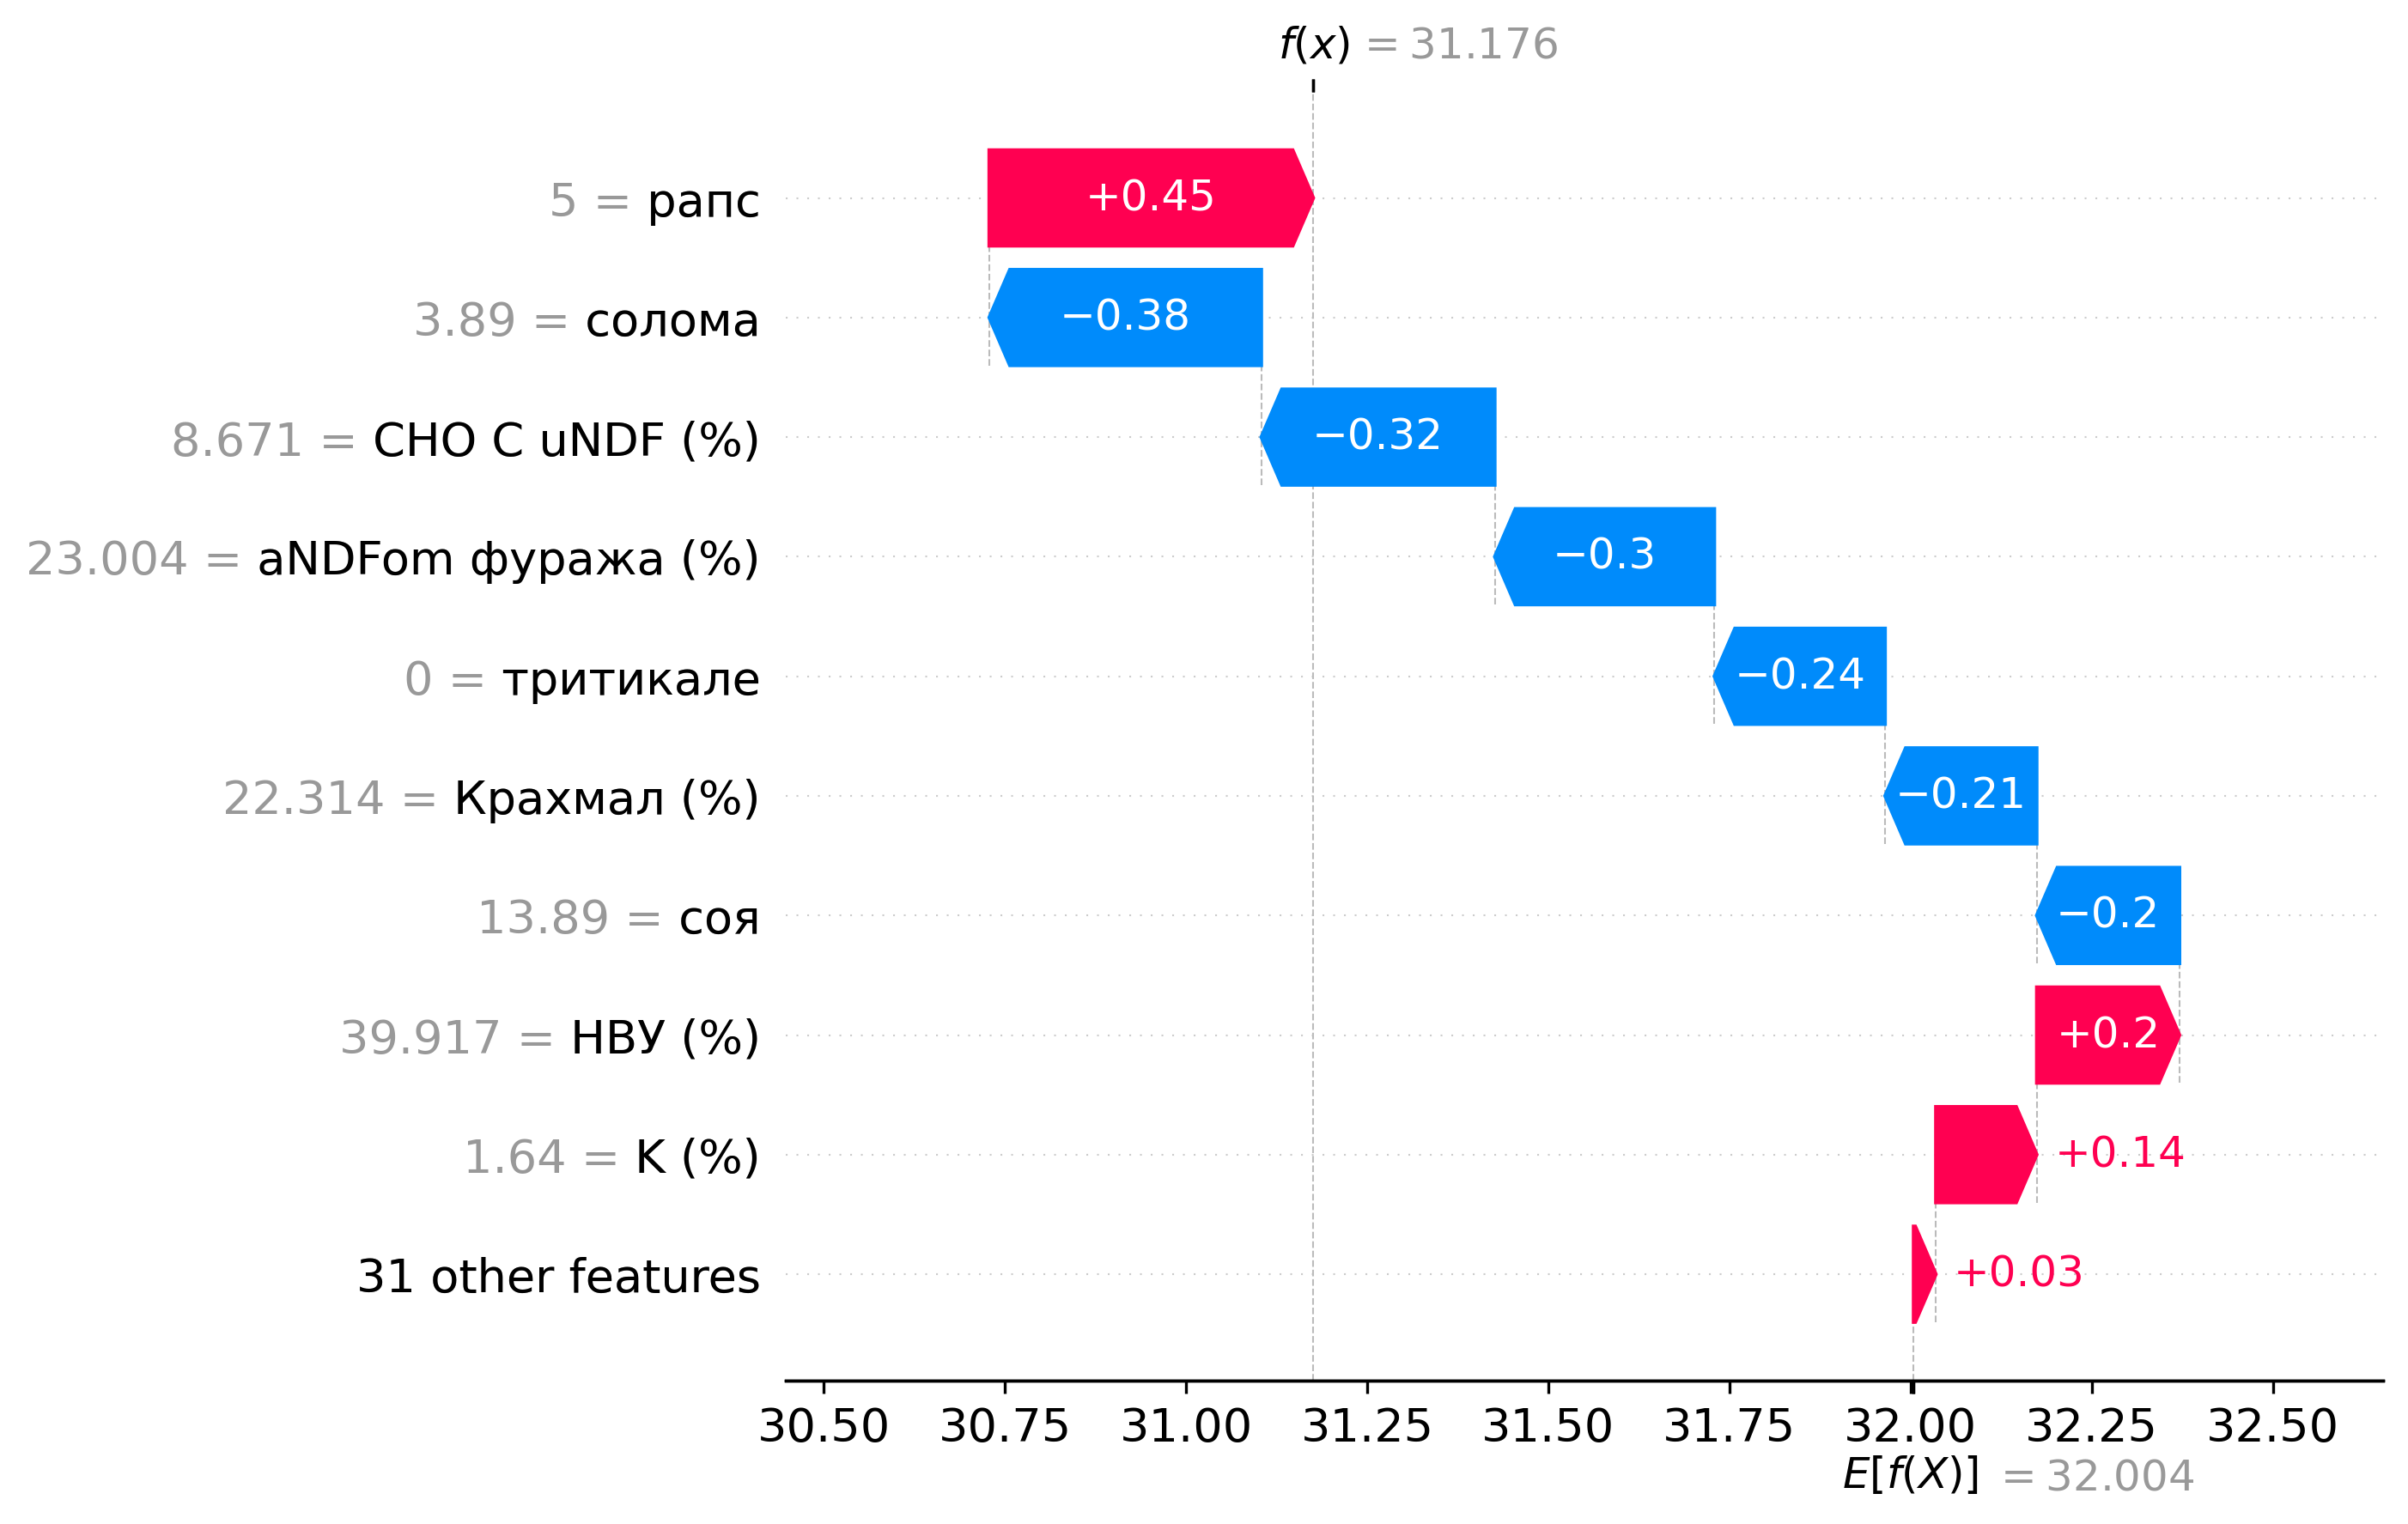 f(x) = 31.176
5 = рапс +0.45
3.89 = солома −0.38
8.671 = CHO C uNDF (%) −0.32
23.004 = aNDFom фуража (%) −0.3
0 = тритикале −0.24
22.314 = Крахмал (%) −0.21
13.89 = соя −0.2
39.917 = НВУ (%) +0.2
1.64 = K (%) +0.14
31 other features +0.03
30.50 30.75 31.00 31.25 31.50 31.75 32.00 32.25 32.50
E[f(X)] = 32.004